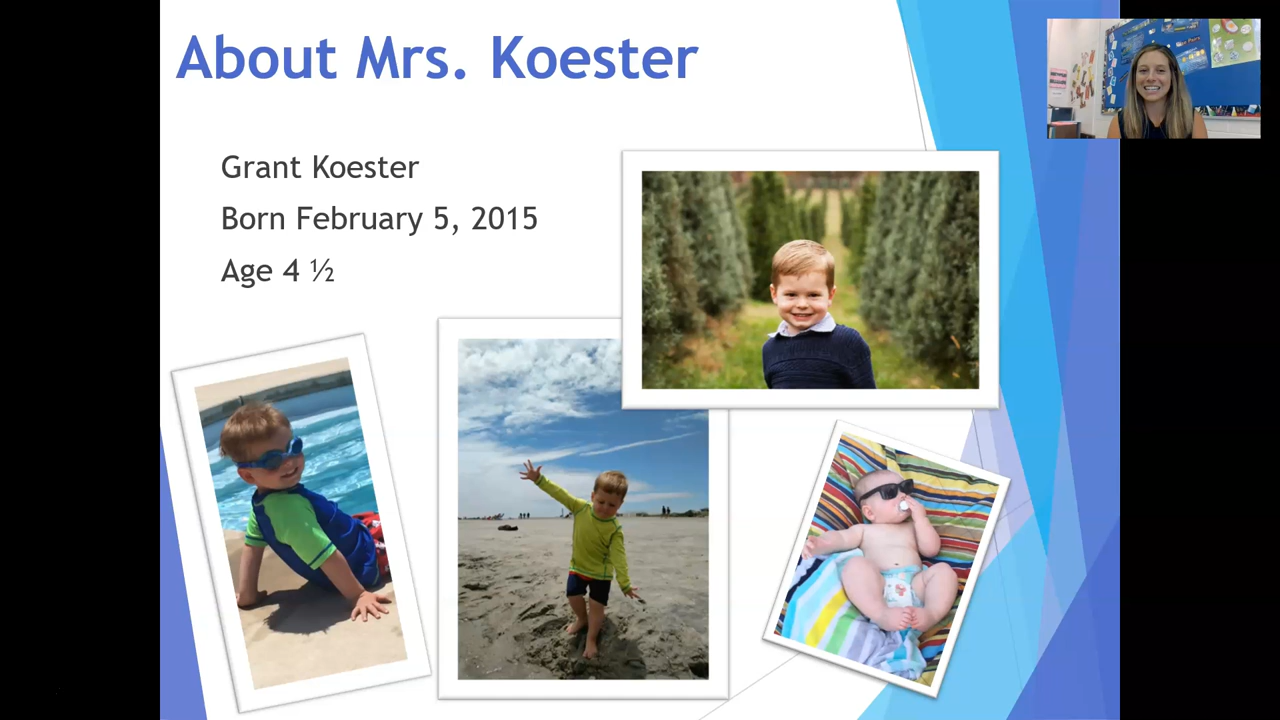 About Mrs. Koester
Grant Koester
Born February 5, 2015
Age 4 ½